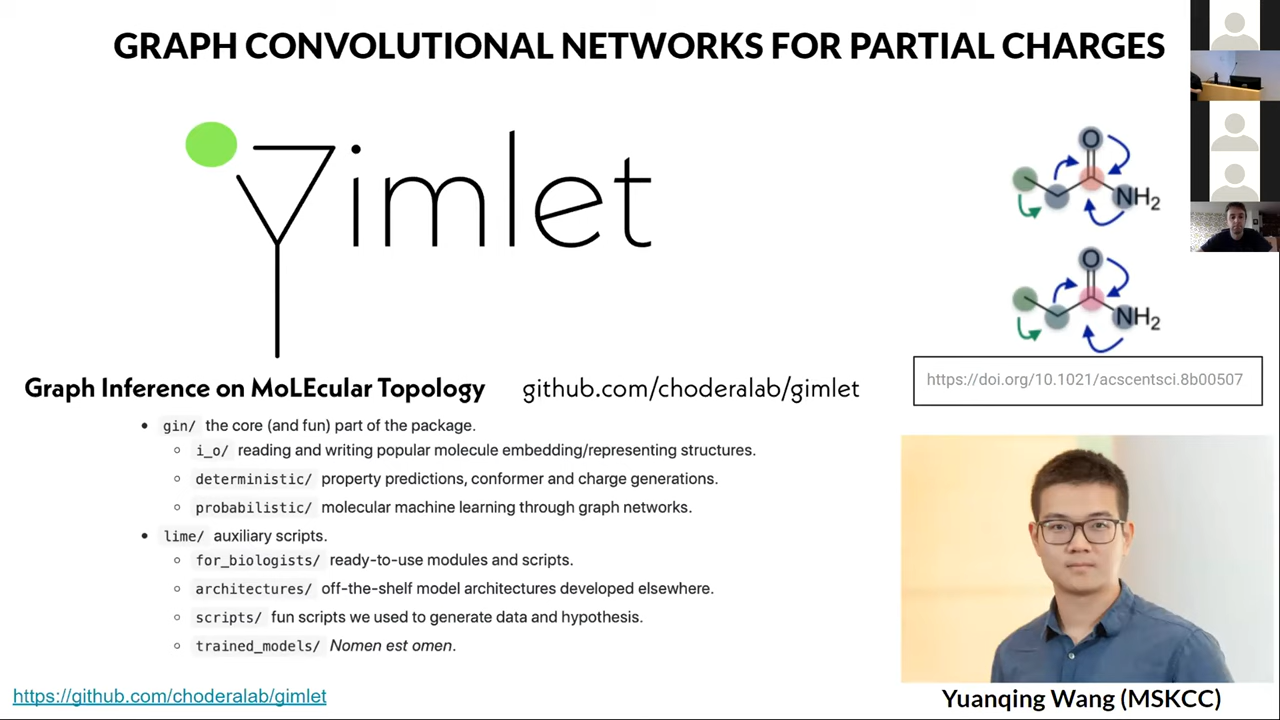 GRAPH CONVOLUTIONAL NETWORKS FOR PARTIAL CHARGES
Gimlet
O
NH2
O
NH2
https://doi.org/10.1021/acscentsci.8b00507
Graph Inference on MoLEcular Topology
github.com/choderalab/gimlet
gin/ the core (and fun) part of the package.
i_o/ reading and writing popular molecule embedding/representing structures.
deterministic/ property predictions, conformer and charge generations.
probabilistic/ molecular machine learning through graph networks.
lime/ auxiliary scripts.
for_biologists/ ready-to-use modules and scripts.
architectures/ off-the-shelf model architectures developed elsewhere.
scripts/ fun scripts we used to generate data and hypothesis.
trained_models/ Nomen est omen.
https://github.com/choderalab/gimlet
Yuanqing Wang (MSKCC)